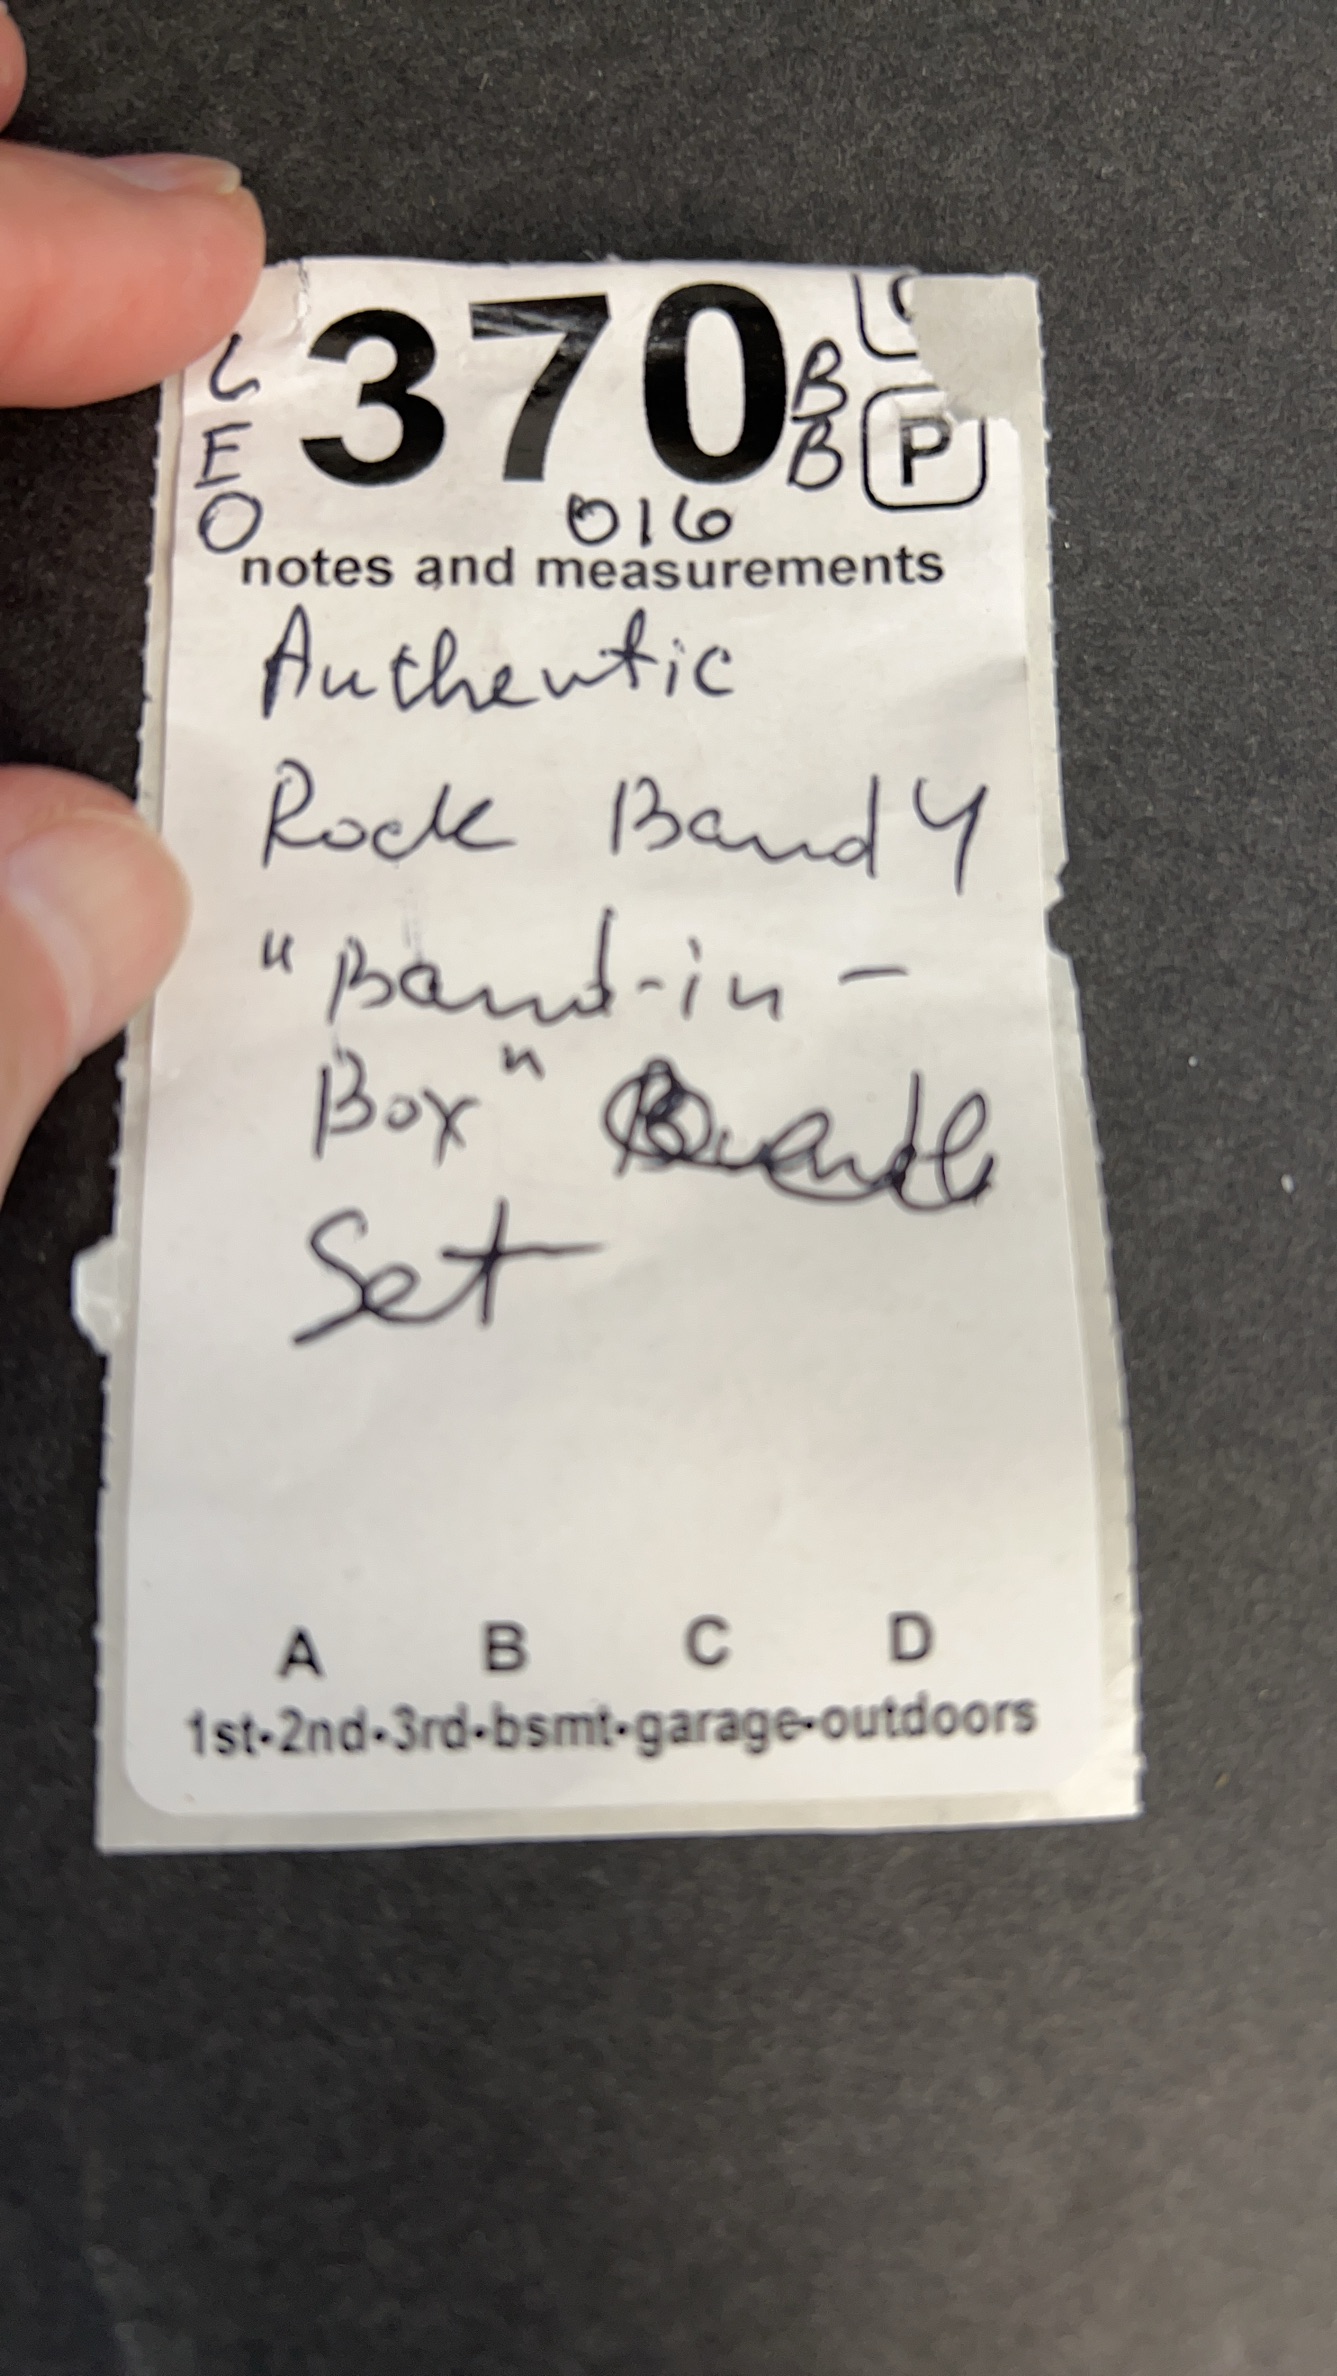 L
E
O
370
B
B
P
016
notes and measurements
Authentic
Rock Band 4
"Band-in-
Box" Bundle
Set
A B C D
1st•2nd•3rd•bsmt•garage•outdoors